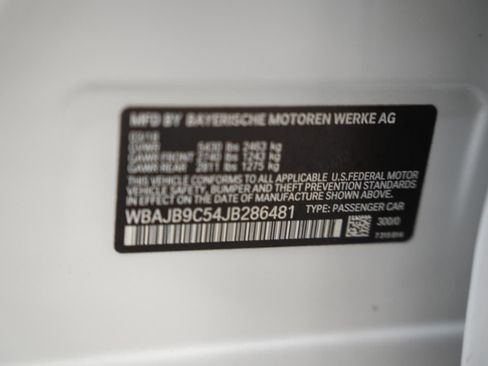 MFD BY BAYERISCHE MOTOREN WERKE AG
03/18
GVWR 5430 lbs 2463 kg
GAWR FRONT 2740 lbs 1243 kg
GAWR REAR 2811 lbs 1275 kg
THIS VEHICLE CONFORMS TO ALL APPLICABLE U.S.FEDERAL MOTOR
VEHICLE SAFETY, BUMPER AND THEFT PREVENTION STANDARDS
IN EFFECT ON THE DATE OF MANUFACTURE SHOWN ABOVE.
WBAJB9C54JB286481 TYPE: PASSENGER CAR
300/0